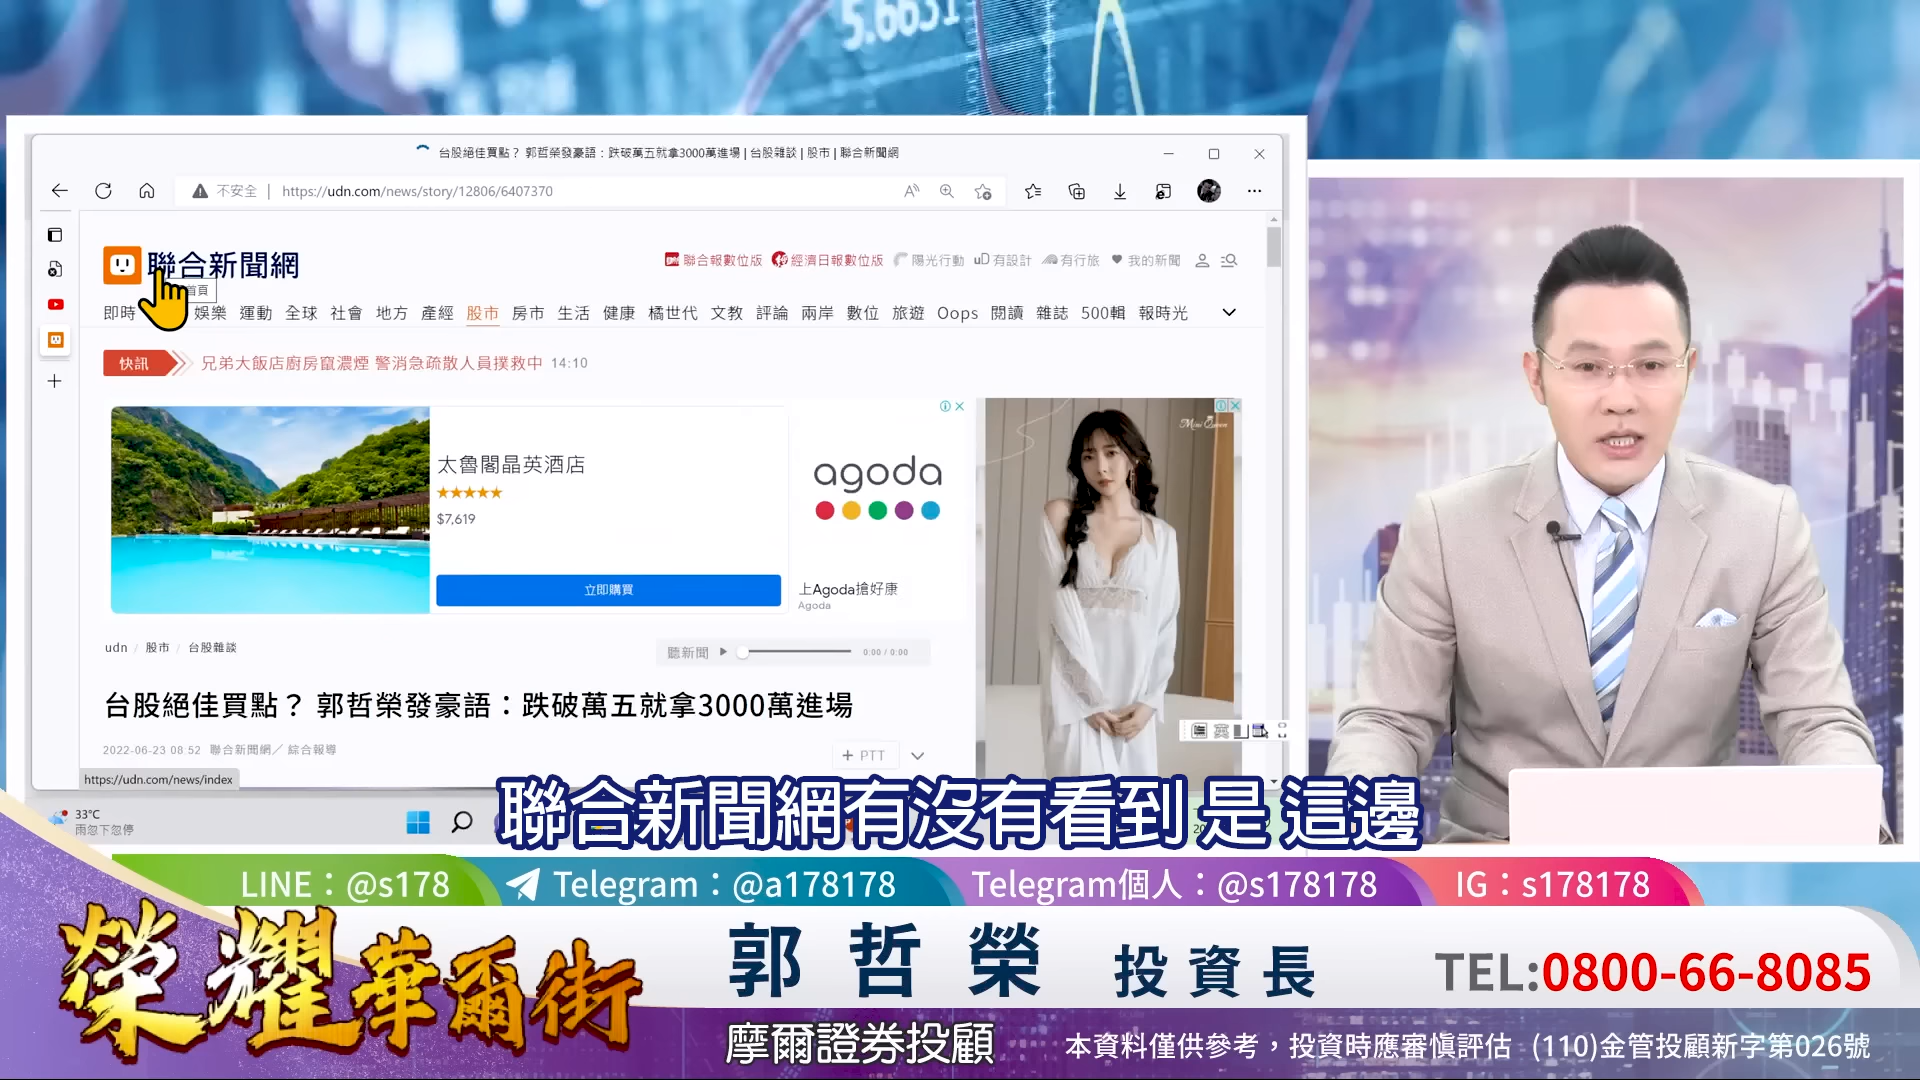 5.6631
台股絕佳買點？ 郭哲榮發豪語：跌破萬五就拿3000萬進場 | 台股雜談 | 股市 | 聯合新聞網
不安全 | https://udn.com/news/story/12806/6407370
聯合新聞網
聯合報數位版 經濟日報數位版 陽光行動 uD有設計 有行旅 我的新聞
首頁
即時 娛樂 運動 全球 社會 地方 產經 股市 房市 生活 健康 橘世代 文教 評論 兩岸 數位 旅遊 Oops 閱讀 雜誌 500輯 報時光
快訊 兄弟大飯店廚房竄濃煙 警消急疏散人員撲救中 14:10
太魯閣晶英酒店
$7,619
立即購買
agoda
上Agoda搶好康
Agoda
Mini Queen
udn / 股市 / 台股雜談
聽新聞 0:00 / 0:00
台股絕佳買點？ 郭哲榮發豪語：跌破萬五就拿3000萬進場
2022-06-23 08:52 聯合新聞網／ 綜合報導
+ PTT
https://udn.com/news/index
33°C
雨忽下忽停
聯合新聞網有沒有看到 是 這邊
LINE：@s178 Telegram：@a178178 Telegram個人：@s178178 IG：s178178
榮耀華爾街
郭哲榮 投資長 TEL:0800-66-8085
摩爾證券投顧 本資料僅供參考，投資時應審慎評估 (110)金管投顧新字第026號